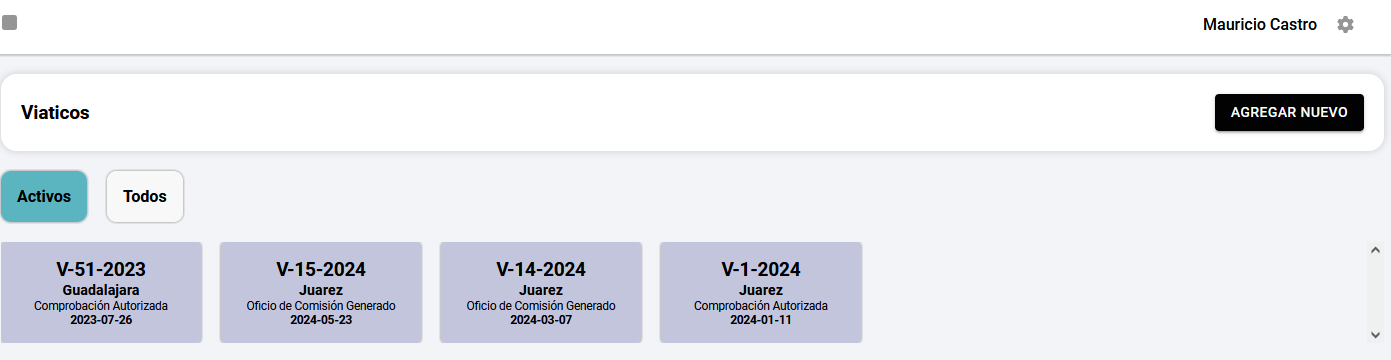 Mauricio Castro
Viaticos
AGREGAR NUEVO
Activos
Todos
V-51-2023
Guadalajara
Comprobación Autorizada
2023-07-26
V-15-2024
Juarez
Oficio de Comisión Generado
2024-05-23
V-14-2024
Juarez
Oficio de Comisión Generado
2024-03-07
V-1-2024
Juarez
Comprobación Autorizada
2024-01-11